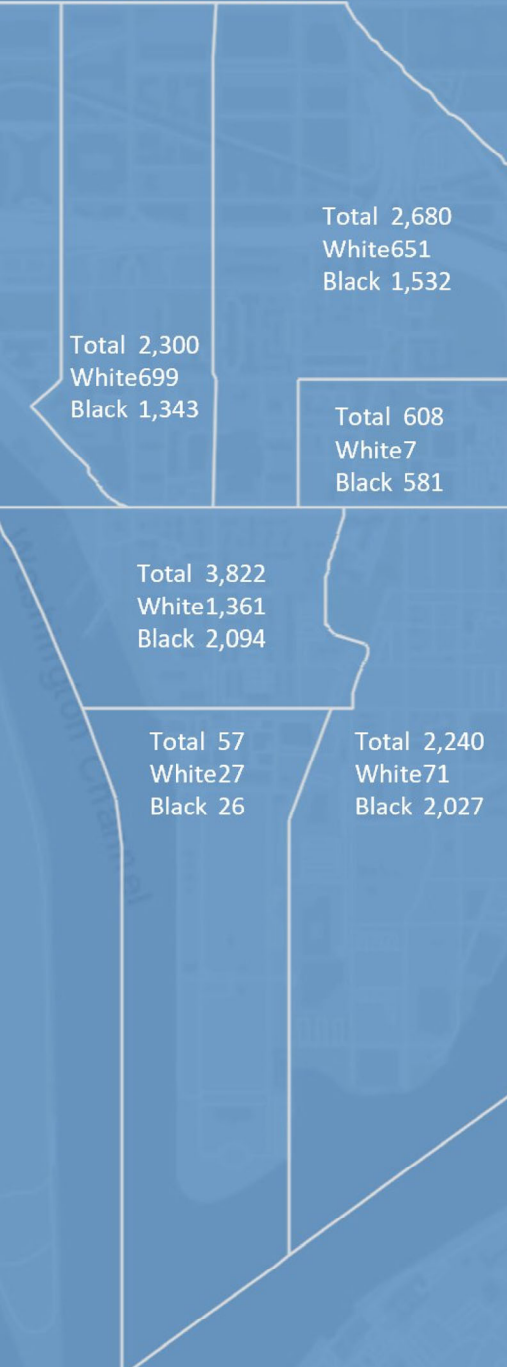 Total 2,680
White651
Black 1,532
Total 2,300
White699
Black 1,343
Total 608
White7
Black 581
Total 3,822
White1,361
Black 2,094
Washington Channel
Total 57
White27
Black 26
Total 2,240
White71
Black 2,027